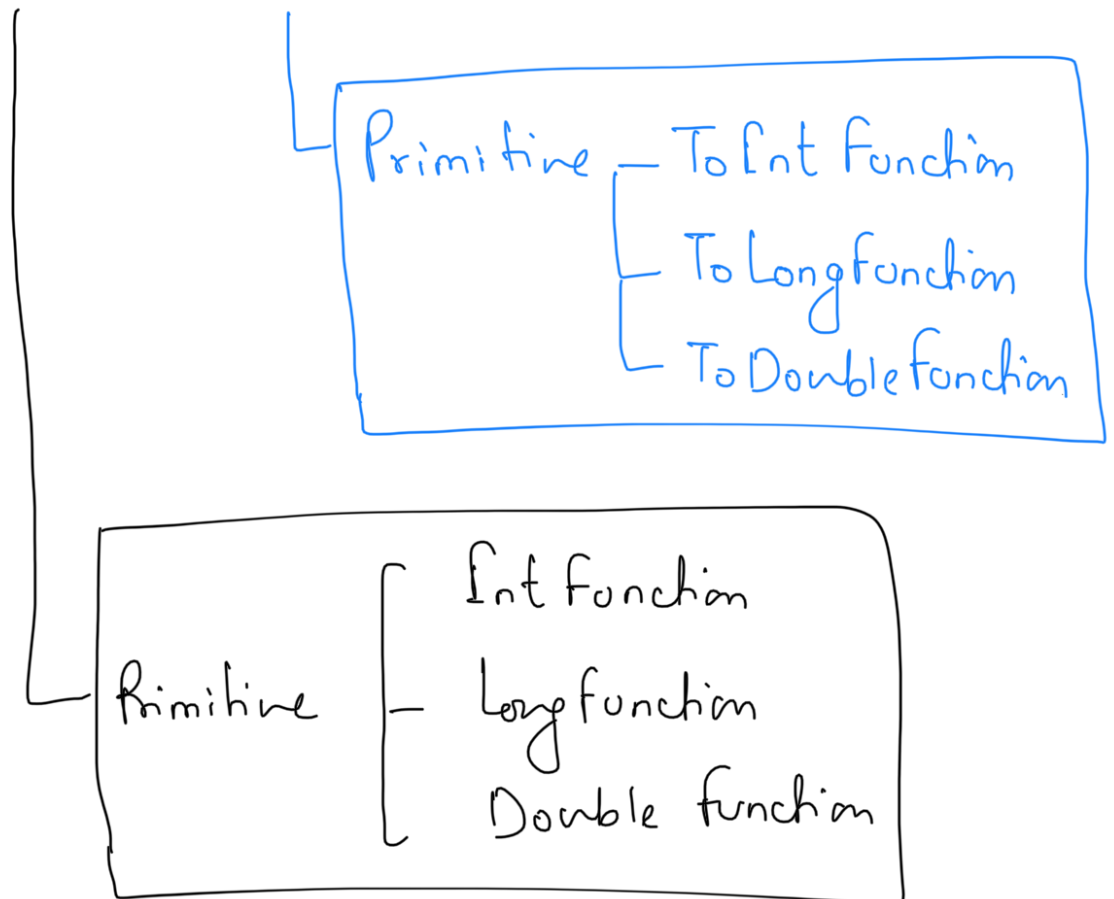 Primitive - To Int Function
To Long Function
To Double Function
Int Function
Primitive - Long Function
Double Function